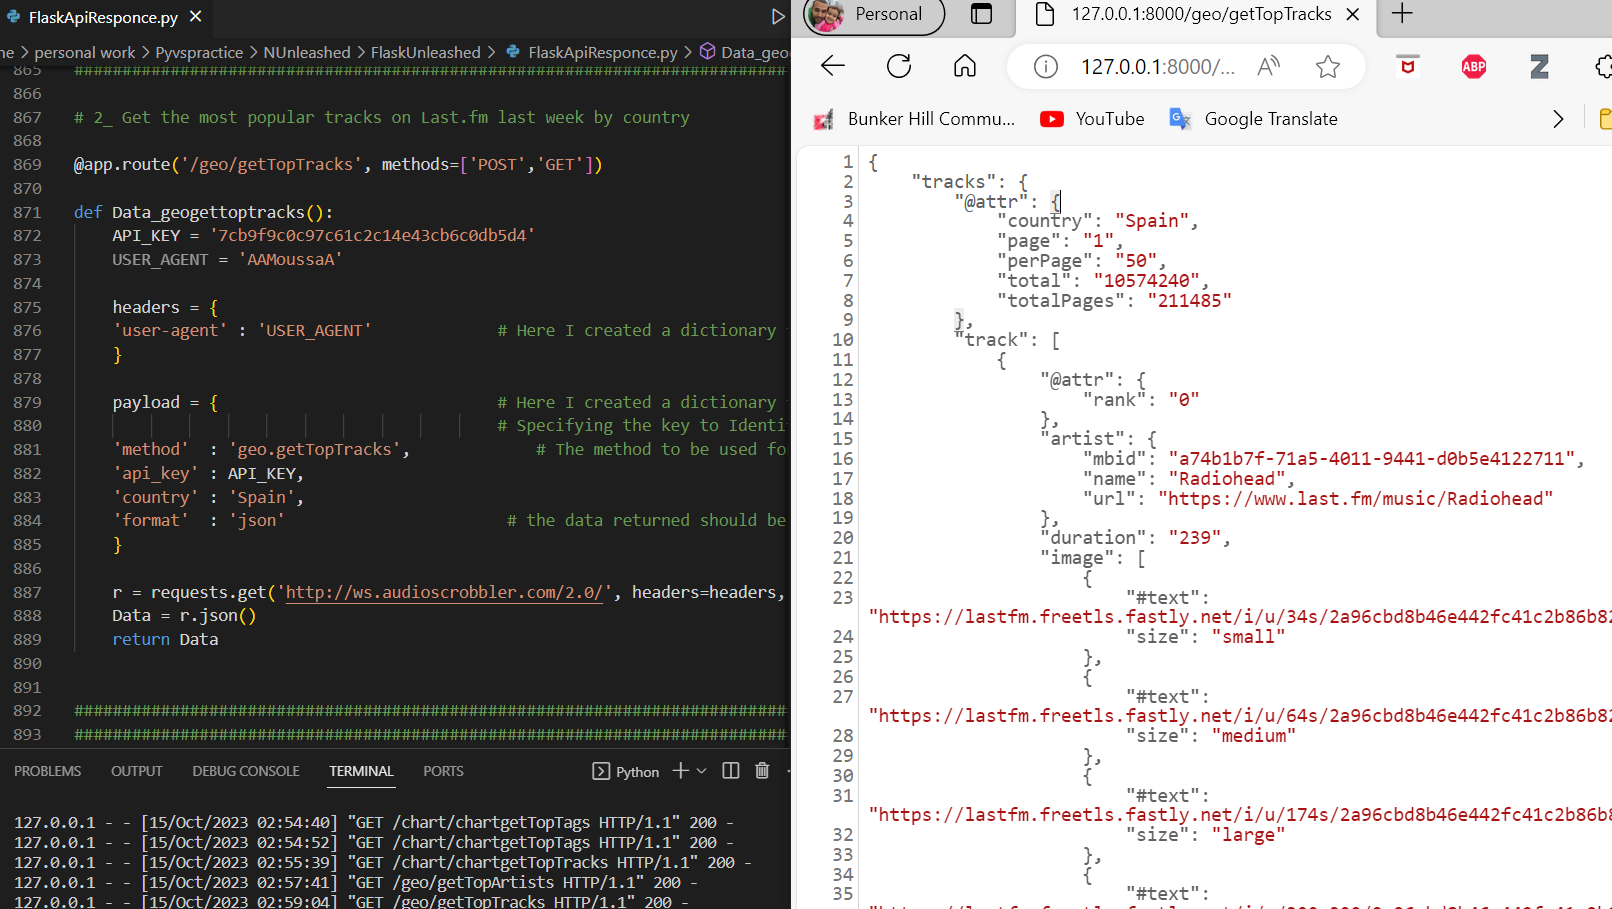 FlaskApiResponce.py
ne > personal work > Pyvspractice > NUnleashed > FlaskUnleashed > FlaskApiResponce.py > Data_geo
865 ##########################################################################
866
867 # 2_ Get the most popular tracks on Last.fm last week by country
868
869 @app.route('/geo/getTopTracks', methods=['POST','GET'])
870
871 def Data_geogettoptracks():
872 API_KEY = '7cb9f9c0c97c61c2c14e43cb6c0db5d4'
873 USER_AGENT = 'AAMoussaA'
874
875 headers = {
876 'user-agent' : 'USER_AGENT' # Here I created a dictionary
877 }
878
879 payload = { # Here I created a dictionary
880 # Specifying the key to Identi
881 'method' : 'geo.getTopTracks', # The method to be used fo
882 'api_key' : API_KEY,
883 'country' : 'Spain',
884 'format' : 'json' # the data returned should be
885 }
886
887 r = requests.get('http://ws.audioscrobbler.com/2.0/', headers=headers,
888 Data = r.json()
889 return Data
890
891
892 ##########################################################################
893 ##########################################################################
PROBLEMS OUTPUT DEBUG CONSOLE TERMINAL PORTS Python
127.0.0.1 - - [15/Oct/2023 02:54:40] "GET /chart/chartgetTopTags HTTP/1.1" 200 -
127.0.0.1 - - [15/Oct/2023 02:54:52] "GET /chart/chartgetTopTags HTTP/1.1" 200 -
127.0.0.1 - - [15/Oct/2023 02:55:39] "GET /chart/chartgetTopTracks HTTP/1.1" 200 -
127.0.0.1 - - [15/Oct/2023 02:57:41] "GET /geo/getTopArtists HTTP/1.1" 200 -
127.0.0.1 - - [15/Oct/2023 02:59:04] "GET /geo/getTopTracks HTTP/1.1" 200 -
Personal 127.0.0.1:8000/geo/getTopTracks
127.0.0.1:8000/... A ABP Z
Bunker Hill Commu... YouTube Google Translate
1 {
2 "tracks": {
3 "@attr": {
4 "country": "Spain",
5 "page": "1",
6 "perPage": "50",
7 "total": "10574240",
8 "totalPages": "211485"
9 },
10 "track": [
11 {
12 "@attr": {
13 "rank": "0"
14 },
15 "artist": {
16 "mbid": "a74b1b7f-71a5-4011-9441-d0b5e4122711",
17 "name": "Radiohead",
18 "url": "https://www.last.fm/music/Radiohead"
19 },
20 "duration": "239",
21 "image": [
22 {
23 "#text":
"https://lastfm.freetls.fastly.net/i/u/34s/2a96cbd8b46e442fc41c2b86b82
24 "size": "small"
25 },
26 {
27 "#text":
"https://lastfm.freetls.fastly.net/i/u/64s/2a96cbd8b46e442fc41c2b86b82
28 "size": "medium"
29 },
30 {
31 "#text":
"https://lastfm.freetls.fastly.net/i/u/174s/2a96cbd8b46e442fc41c2b86b8
32 "size": "large"
33 },
34 {
35 "#text":